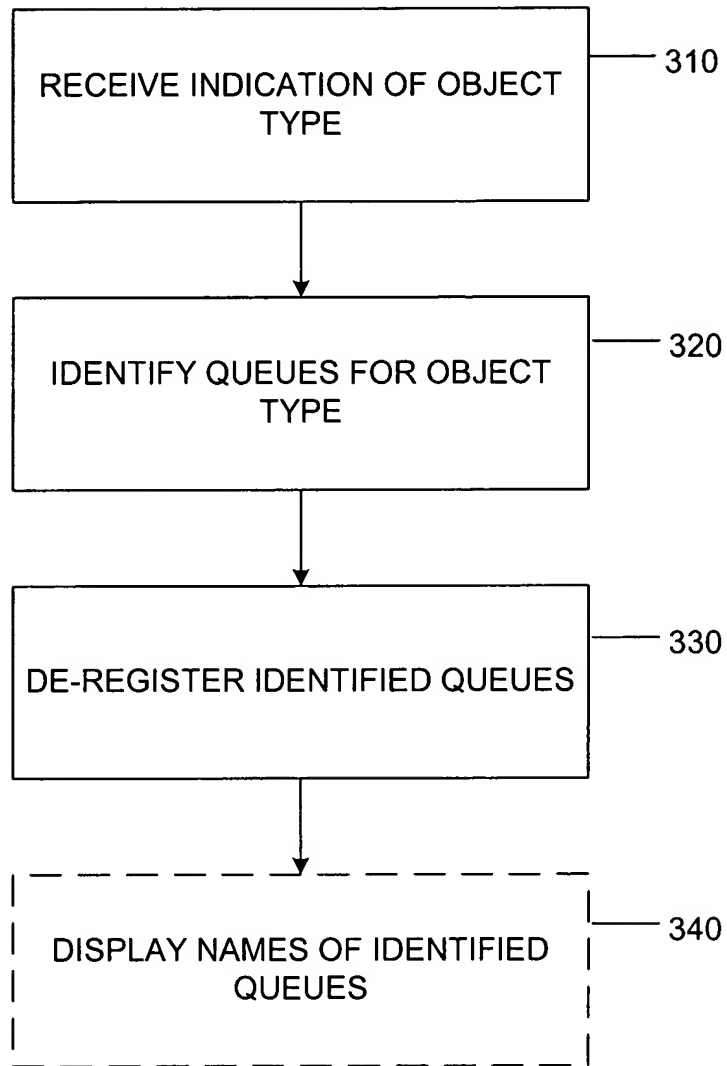 RECEIVE INDICATION OF OBJECT
TYPE
310
IDENTIFY QUEUES FOR OBJECT
TYPE
320
DE-REGISTER IDENTIFIED QUEUES
330
DISPLAY NAMES OF IDENTIFIED
QUEUES
340